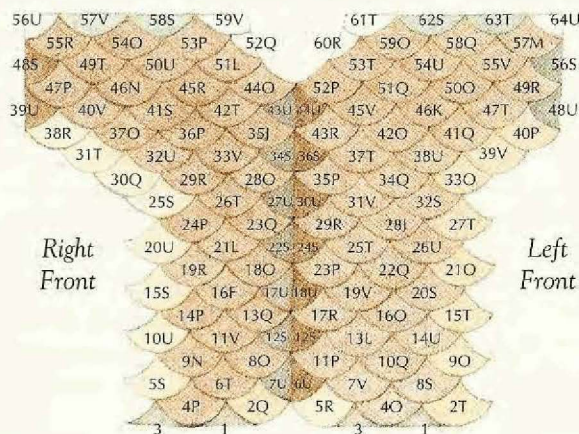 56U 57V 58S 59V 61T 62S 63T 64U
55R 54O 53P 52Q 60R 59O 58Q 57M
48S 49T 50U 51L 53T 54U 55V 56S
47P 46N 45R 44O 52P 51Q 50O 49R
39U 40V 41S 42T 43U 44U 45V 46K 47T 48U
38R 37O 36P 35J 43R 42O 41Q 40P
31T 32U 33V 34S 36S 37T 38U 39V
30Q 29R 28O 35P 34Q 33O
25S 26T 27U 30U 31V 32S
24P 23Q 29R 28J 27T
Right Front
20U 21L 22S 24S 25T 26U
Left Front
19R 18O 23P 22Q 21O
15S 16F 17U 18U 19V 20S
14P 13Q 17R 16O 15T
10U 11V 12S 12S 13L 14U
9N 8O 11P 10Q 9O
5S 6T 7U 6U 7V 8S
4P 2Q 5R 4O 2T
3 1 3 1